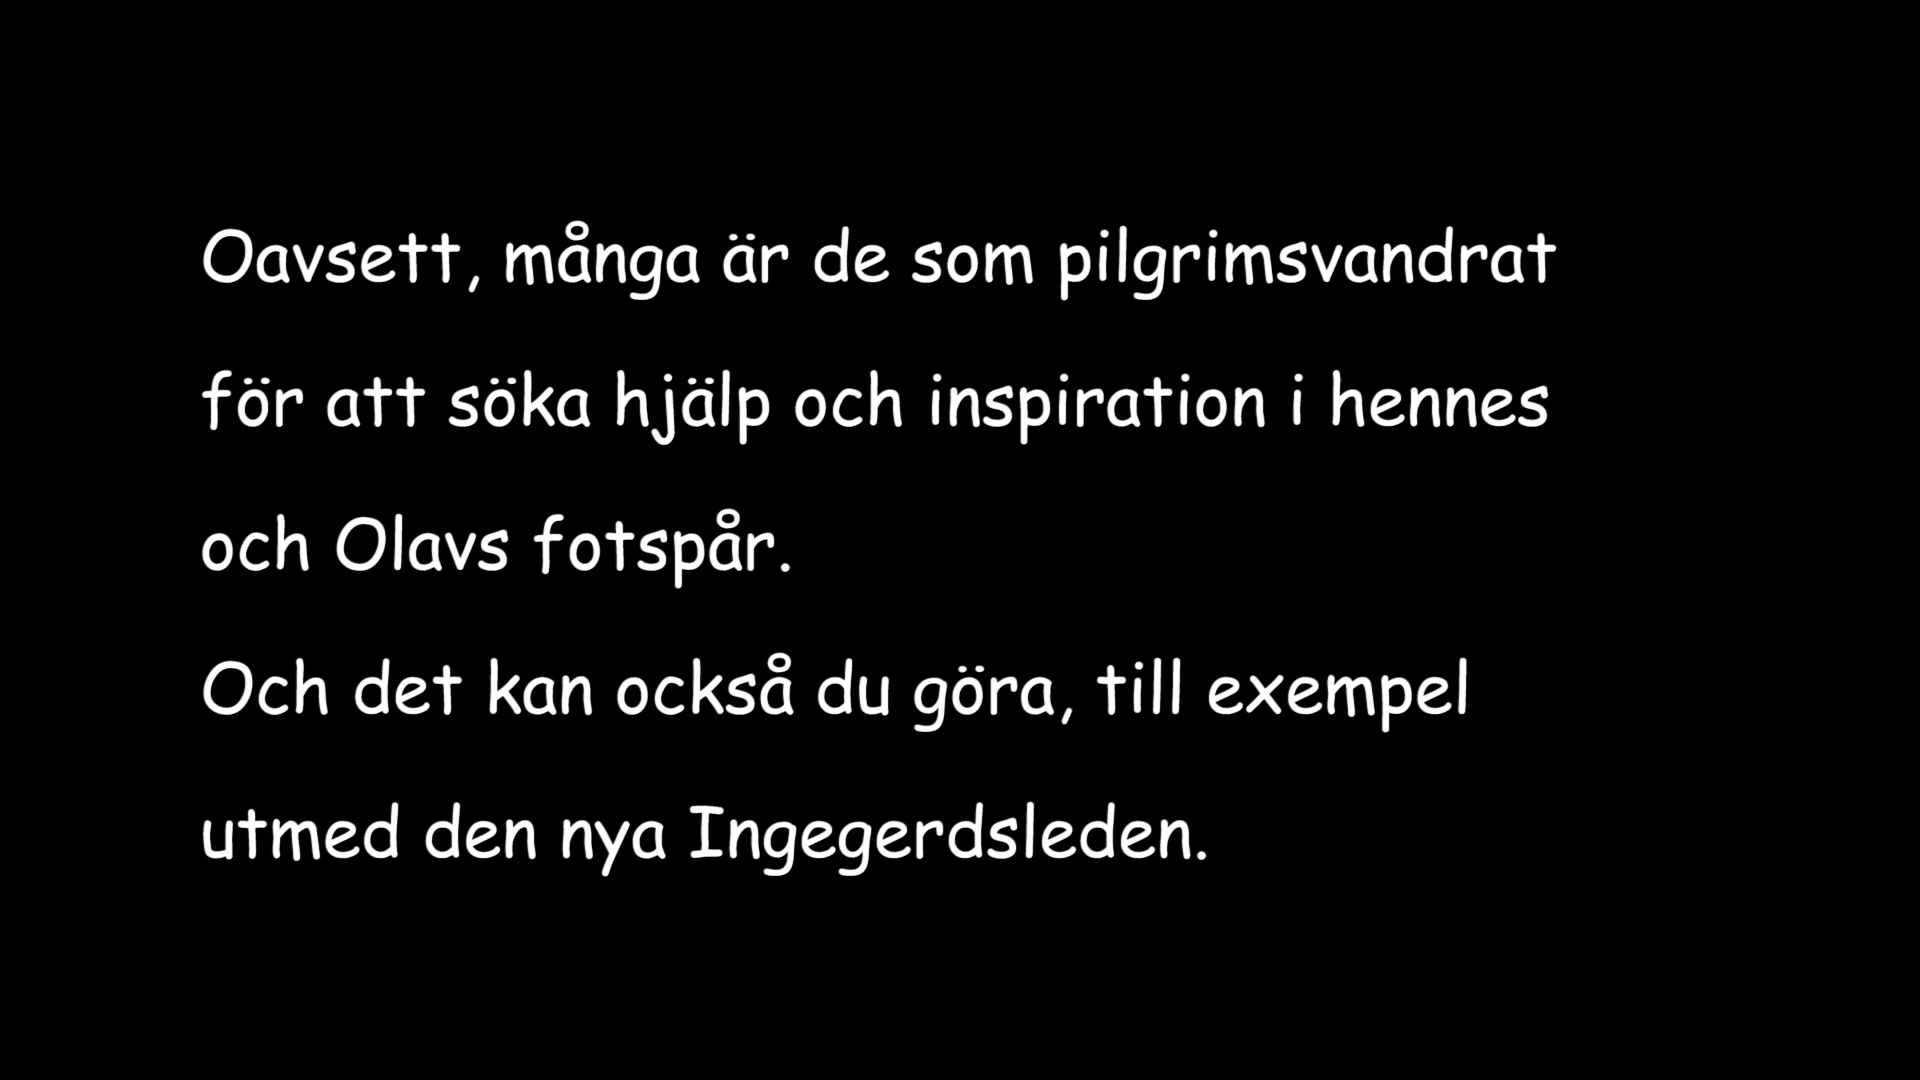 Oavsett, många är de som pilgrimsvandrat
för att söka hjälp och inspiration i hennes
och Olavs fotspår.
Och det kan också du göra, till exempel
utmed den nya Ingegerdsleden.